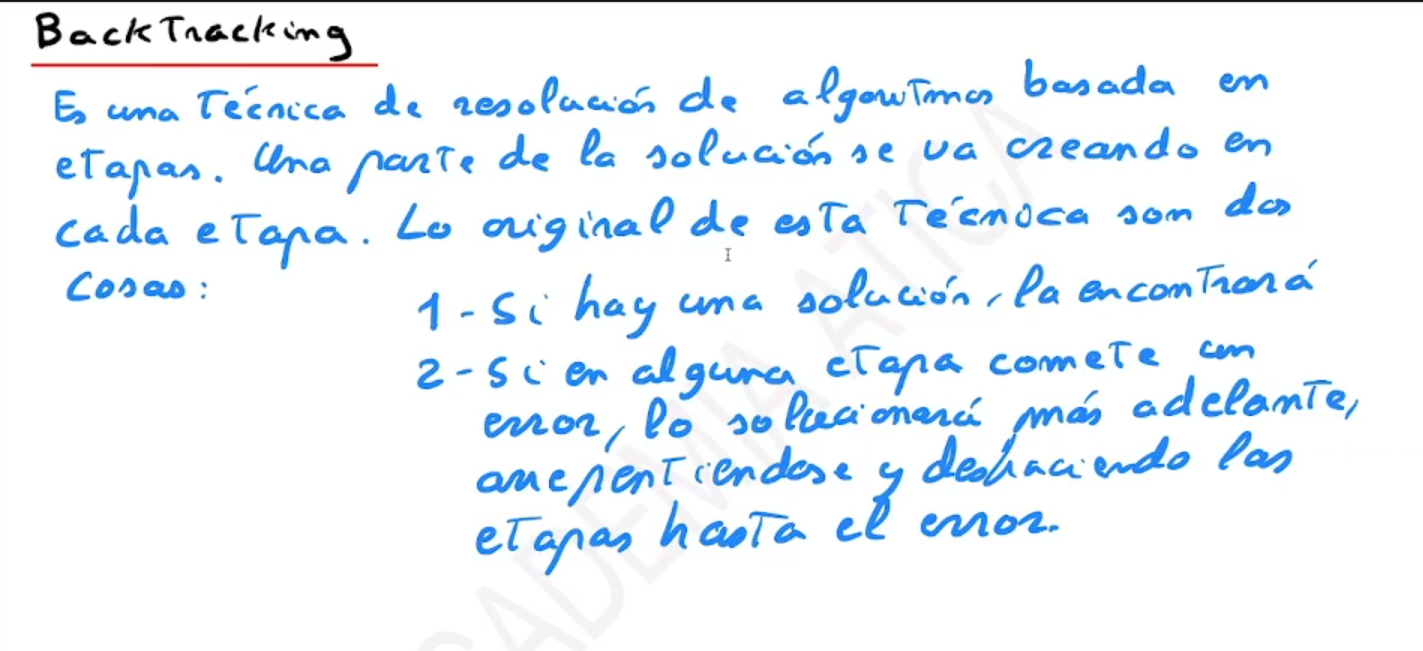 BackTracking
Es una Técnica de resolución de algoritmos basada en
etapas. Una parte de la solución se va creando en
cada etapa. Lo original de esta Técnica son dos
cosas:
1 - Si hay una solución, la encontrará
2 - Si en alguna etapa comete un
error, lo solucionará más adelante,
arrepentiendose y deshaciendo las
etapas hasta el error.
ACADEMIA ATICA